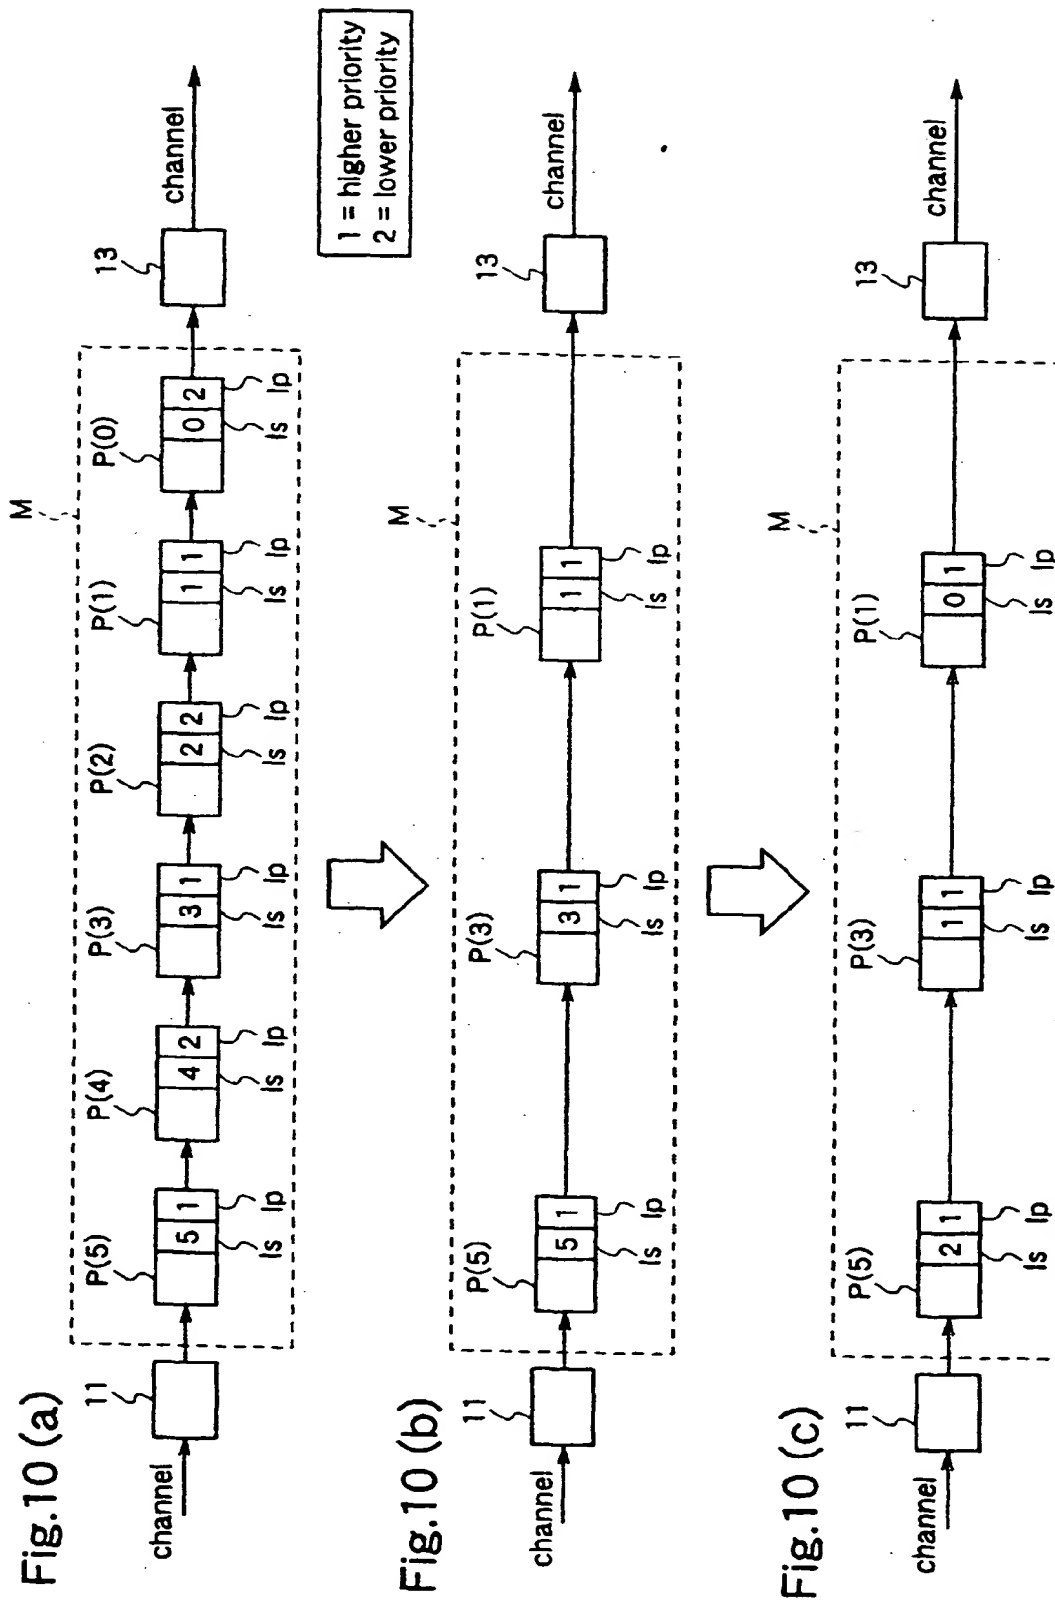 Fig.10 (a)
M
P(5)
P(4)
P(3)
P(2)
P(1)
P(0)
11
13
channel
5 1
4 2
3 1
2 2
1 1
0 2
channel
Is Ip
Is Ip
Is Ip
Is Ip
Is Ip
Is Ip
1 = higher priority
2 = lower priority
Fig.10 (b)
M
P(5)
P(3)
P(1)
11
13
channel
5 1
3 1
1 1
channel
Is Ip
Is Ip
Is Ip
Fig.10 (c)
M
P(5)
P(3)
P(1)
11
13
channel
2 1
1 1
0 1
channel
Is Ip
Is Ip
Is Ip